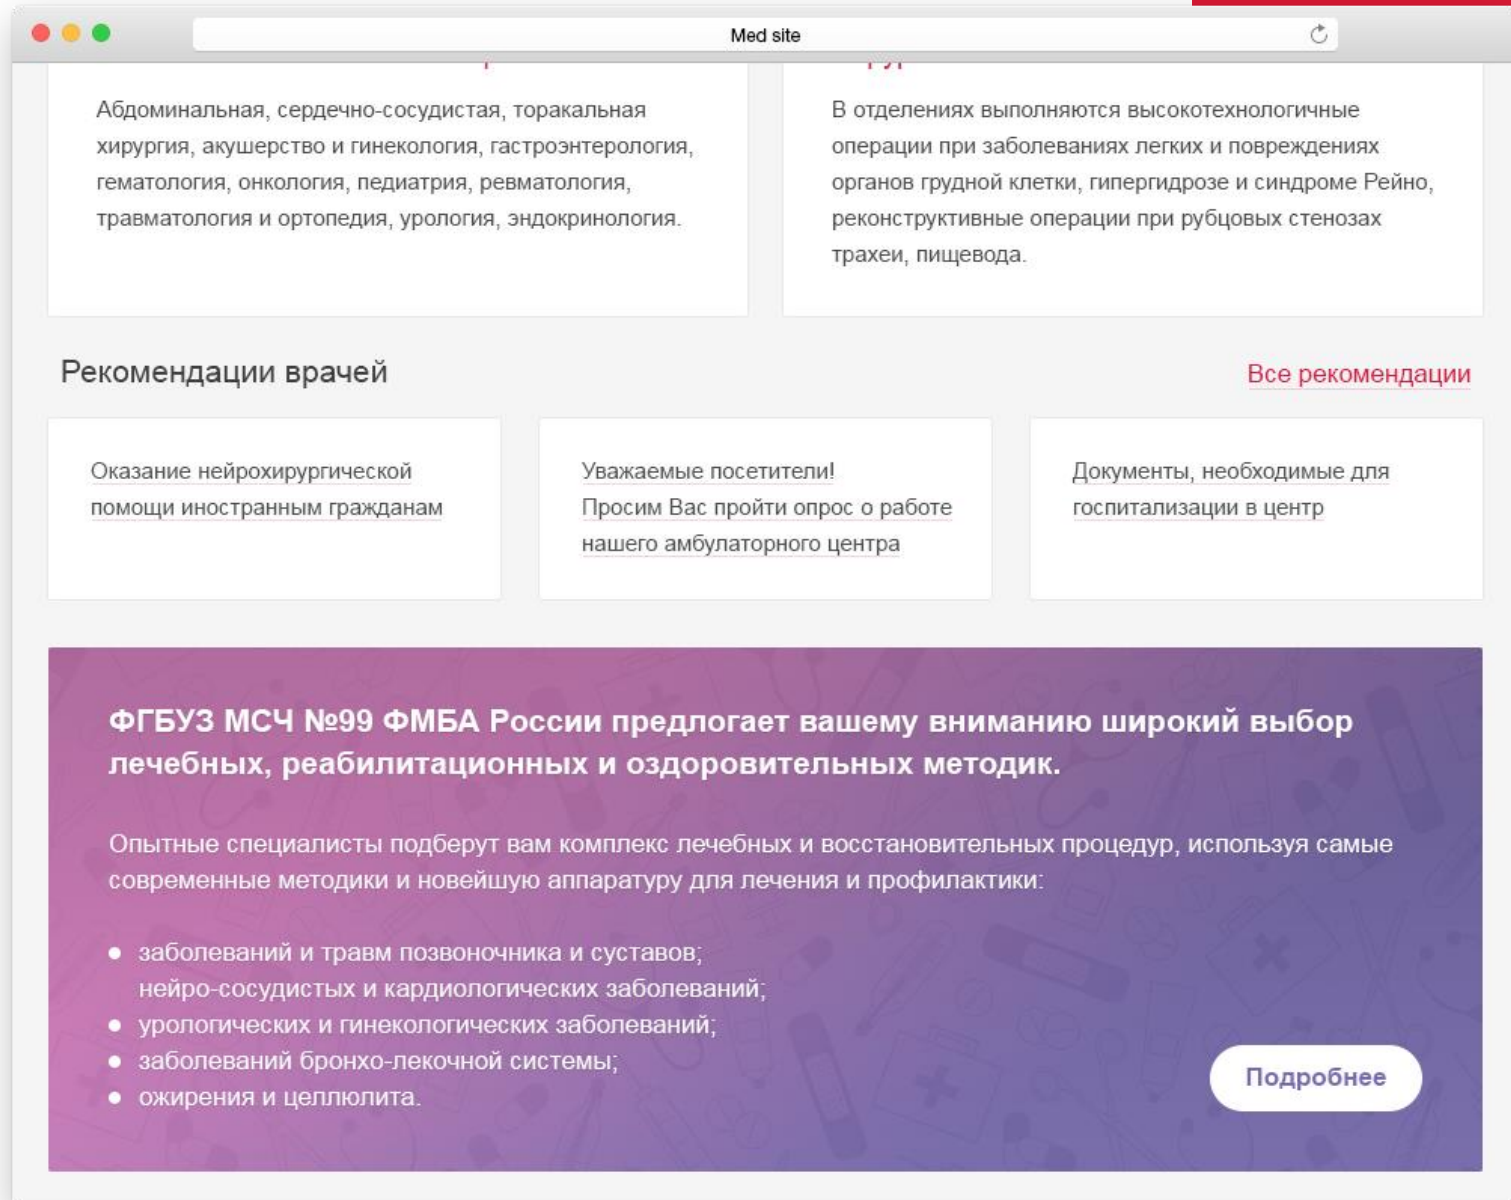 Med site
Абдоминальная, сердечно-сосудистая, торакальная
хирургия, акушерство и гинекология, гастроэнтерология,
гематология, онкология, педиатрия, ревматология,
травматология и ортопедия, урология, эндокринология.
В отделениях выполняются высокотехнологичные
операции при заболеваниях легких и повреждениях
органов грудной клетки, гипергидрозе и синдроме Рейно,
реконструктивные операции при рубцовых стенозах
трахеи, пищевода.
Рекомендации врачей
Все рекомендации
Оказание нейрохирургической
помощи иностранным гражданам
Уважаемые посетители!
Просим Вас пройти опрос о работе
нашего амбулаторного центра
Документы, необходимые для
госпитализации в центр
ФГБУЗ МСЧ №99 ФМБА России предлогает вашему вниманию широкий выбор
лечебных, реабилитационных и оздоровительных методик.
Опытные специалисты подберут вам комплекс лечебных и восстановительных процедур, используя самые
современные методики и новейшую аппаратуру для лечения и профилактики:
● заболеваний и травм позвоночника и суставов;
нейро-сосудистых и кардиологических заболеваний;
● урологических и гинекологических заболеваний;
● заболеваний бронхо-лекочной системы;
● ожирения и целлюлита.
Подробнее